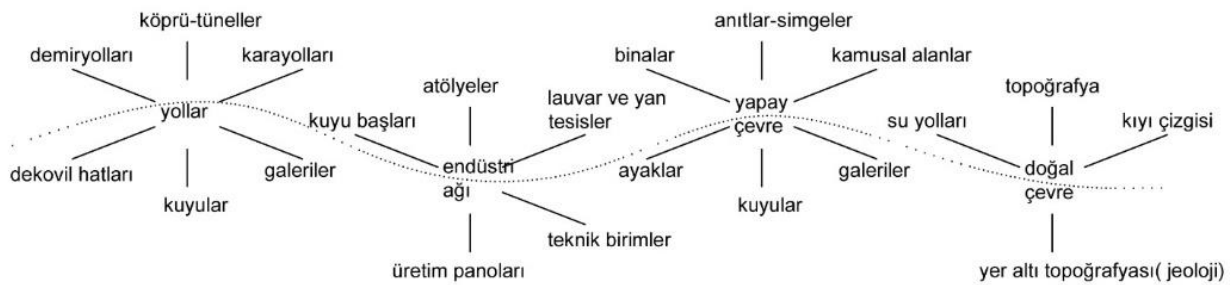 köprü-tüneller
demiryolları
karayolları
yollar
dekovil hatları
galeriler
kuyular
atölyeler
kuyu başları
lauvar ve yan
tesisler
endüstri
ağı
teknik birimler
üretim panoları
anıtlar-simgeler
binalar
kamusal alanlar
yapay
çevre
ayaklar
galeriler
kuyular
topoğrafya
su yolları
kıyı çizgisi
doğal
çevre
yer altı topoğrafyası( jeoloji)